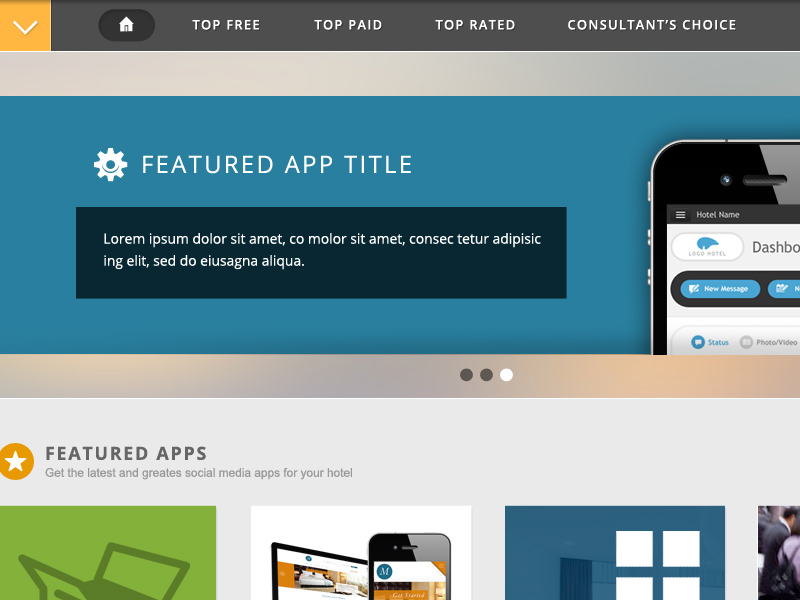 TOP FREE TOP PAID TOP RATED CONSULTANT'S CHOICE
FEATURED APP TITLE
Lorem ipsum dolor sit amet, co molor sit amet, consec tetur adipisic
ing elit, sed do eiusagna aliqua.
Hotel Name
LOGO HOTEL
Dashbo
New Message
N
Status
Photo/Video
FEATURED APPS
Get the latest and greates social media apps for your hotel
M
Get Started